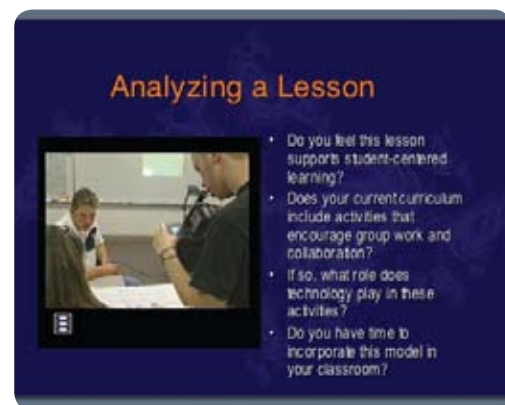 Analyzing a Lesson
• Do you feel this lesson
supports student-centered
learning?
• Does your current curriculum
include activities that
encourage group work and
collaboration?
• If so, what role does
technology play in these
activities?
• Do you have time to
incorporate this model in
your classroom?